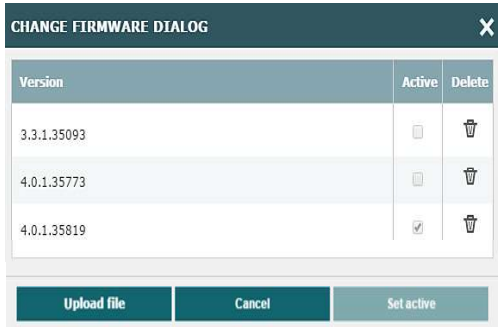 CHANGE FIRMWARE DIALOG X
Version Active Delete
3.3.1.35093
4.0.1.35773
4.0.1.35819
Upload file Cancel Set active